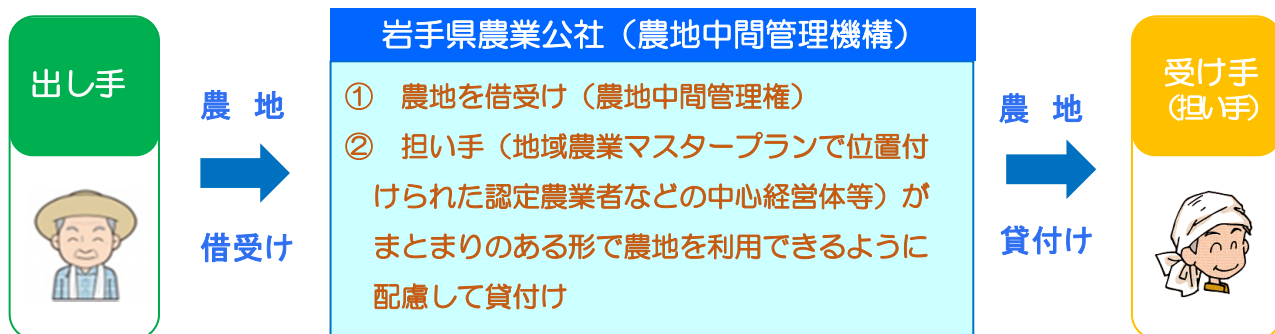 出し手
農 地
借受け
岩手県農業公社（農地中間管理機構）
① 農地を借受け（農地中間管理権）
② 担い手（地域農業マスタープランで位置付
けられた認定農業者などの中心経営体等）が
まとまりのある形で農地を利用できるように
配慮して貸付け
農 地
貸付け
受け手
（担い手）